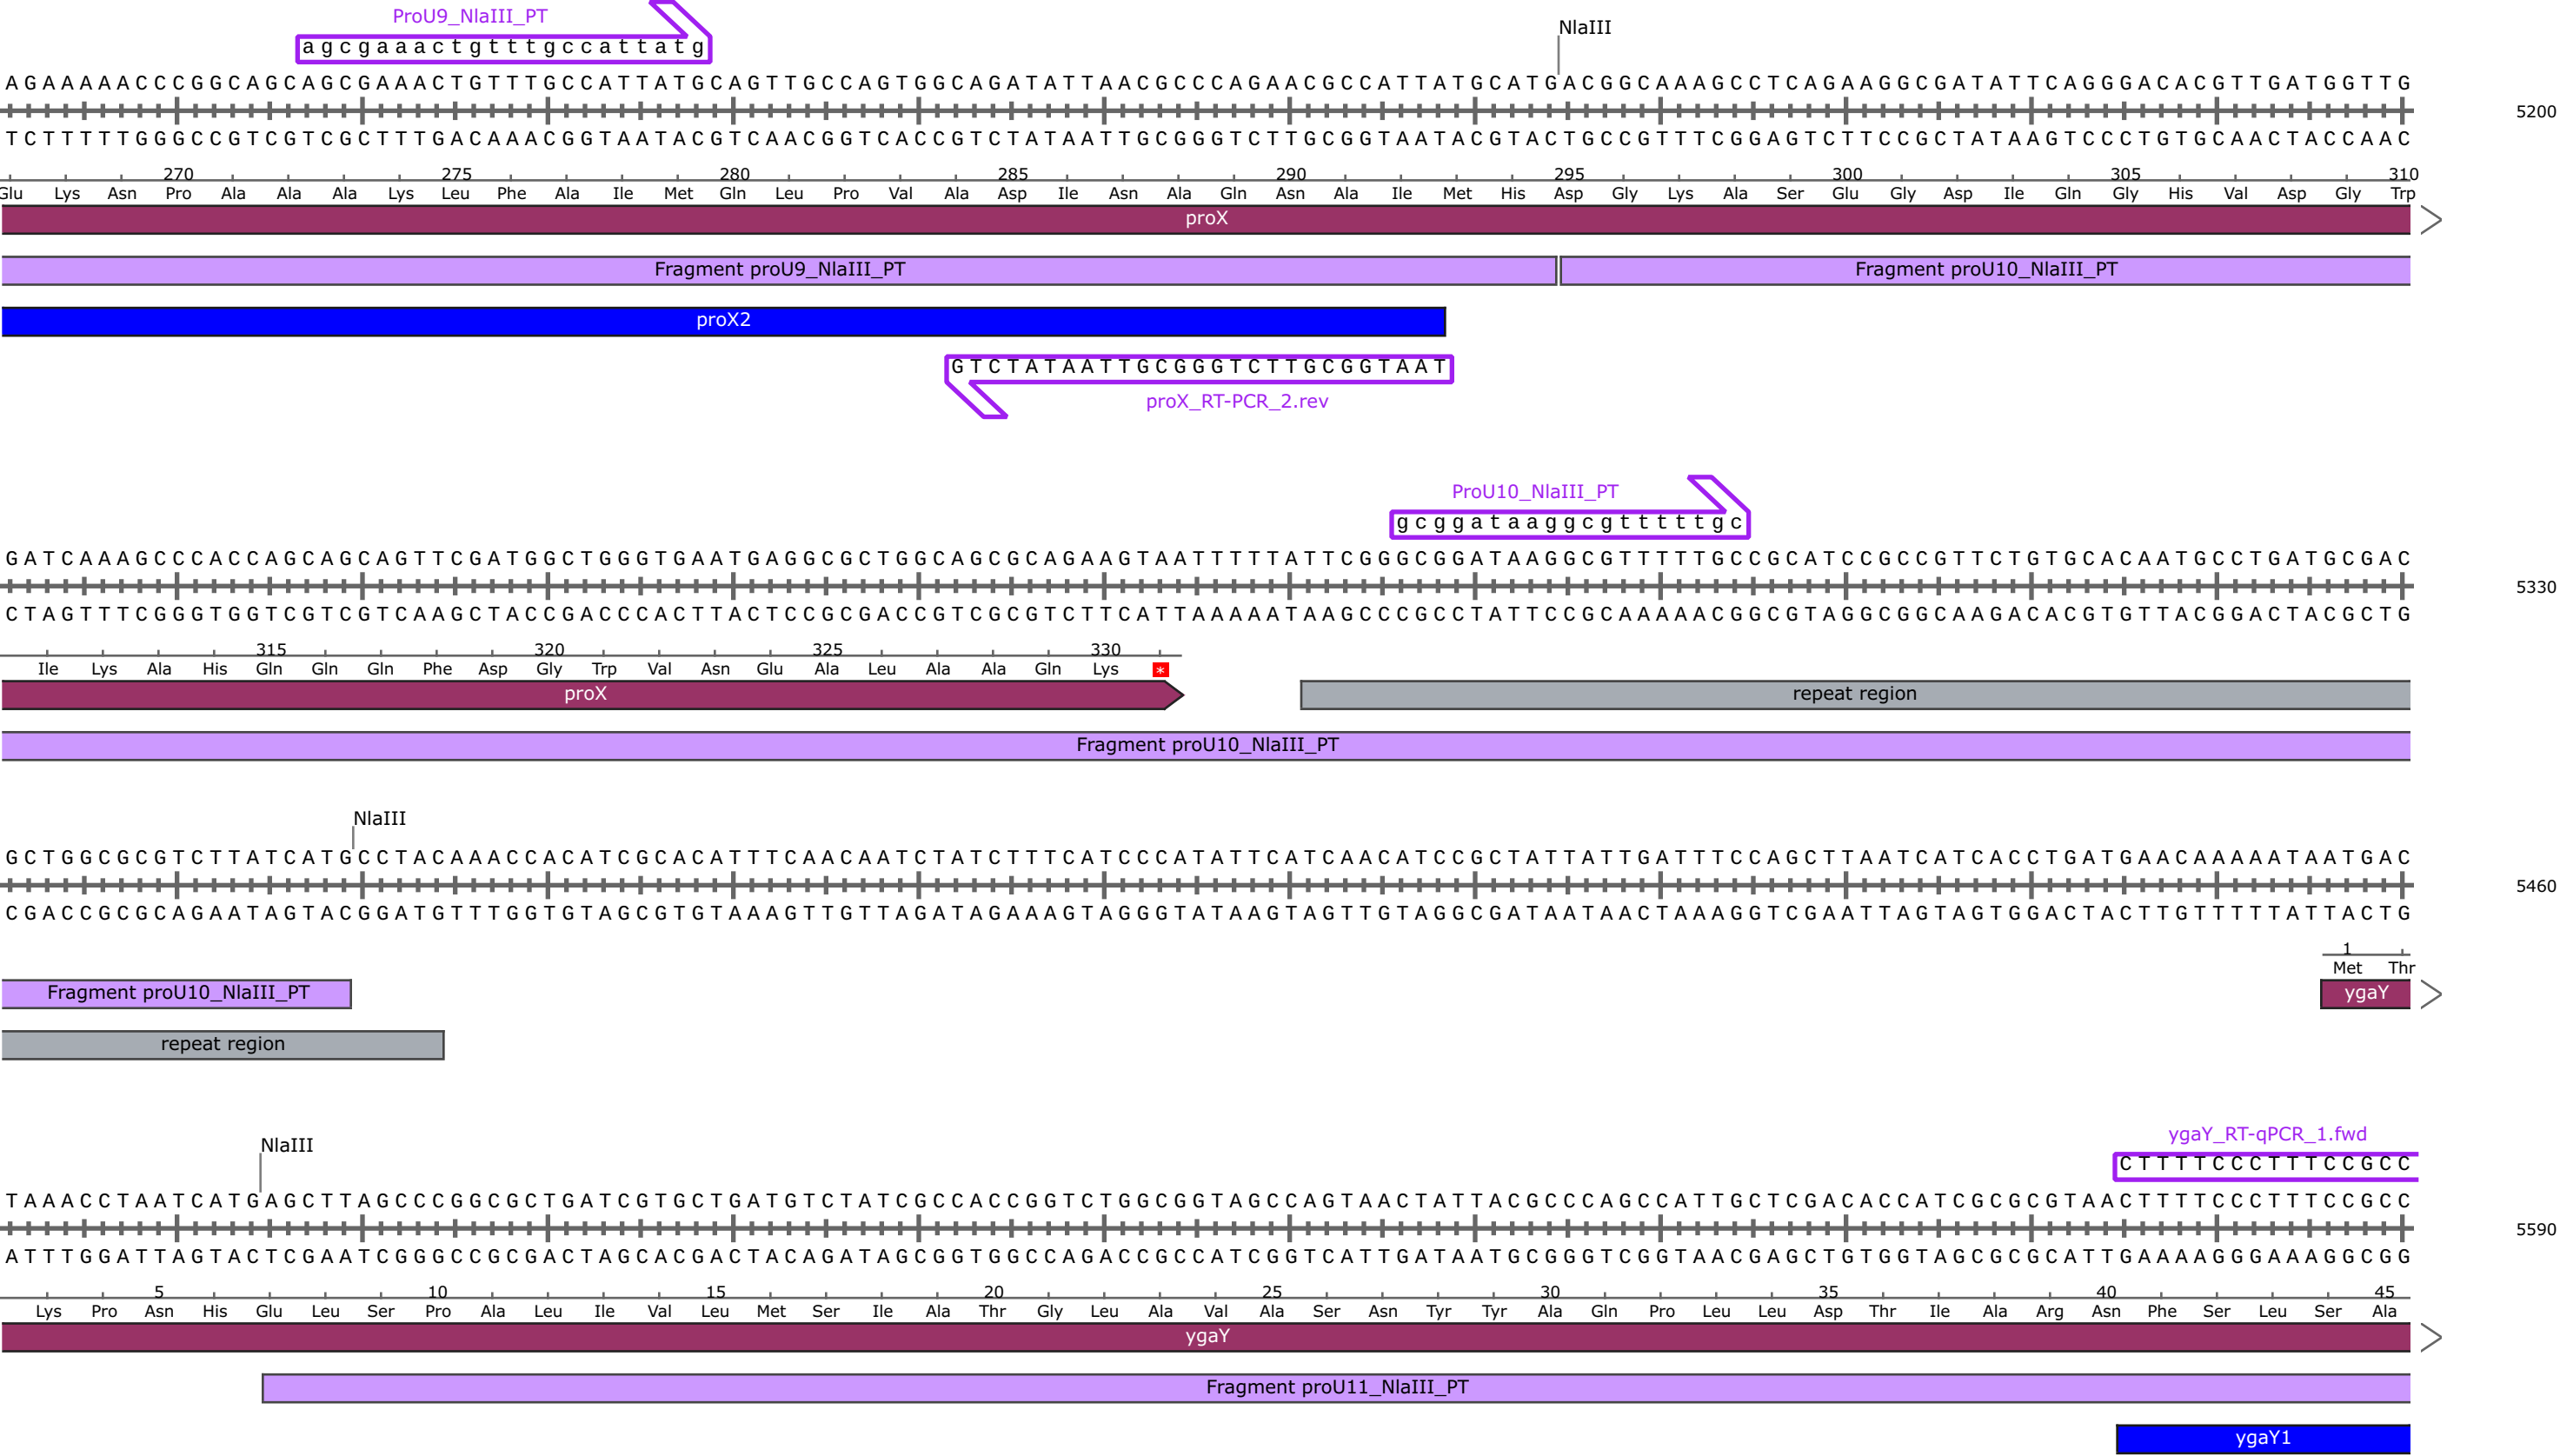 ProU9_NlaIII_PT
NlaIII
agcgaaactgtttgccattatg
AGAAAAACCCGGCAGCAGCGAAACTGTTTGCCATTATGCAGTTGCCAGTGGCAGATATTAACGCCCAGAACGCCATTATGCATGACGGCAAAGCCTCAGAAGGCGATATTCAGGGACACGTTGATGGTTG
5200
TCTTTTTGGGCCGTCGTCGCTTTGACAAACGGTAATACGTCAACGGTCACCGTCTATAATTGCGGGTCTTGCGGTAATACGTACTGCCGTTTCGGAGTCTTCCGCTATAAGTCCCTGTGCAACTACCAAC
270 275 280 285 290 295 300 305 310
Glu Lys Asn Pro Ala Ala Ala Lys Leu Phe Ala Ile Met Gln Leu Pro Val Ala Asp Ile Asn Ala Gln Asn Ala Ile Met His Asp Gly Lys Ala Ser Glu Gly Asp Ile Gln Gly His Val Asp Gly Trp
proX
Fragment proU9_NlaIII_PT Fragment proU10_NlaIII_PT
proX2
GTCTATAATTGCGGGTCTTGCGGTAAT
proX_RT-PCR_2.rev
ProU10_NlaIII_PT
gcggataaggcgtttttgc
GATCAAAGCCCACCAGCAGCAGTTCGATGGCTGGGTGAATGAGGCGCTGGCAGCGCAGAAGTAATTTTTATTCGGGCGGATAAGGCGTTTTTGCCGCATCCGCCGTTCTGTGCACAATGCCTGATGCGAC
5330
CTAGTTTCGGGTGGTCGTCGTCAAGCTACCGACCCACTTACTCCGCGACCGTCGCGTCTTCATTAAAAATAAGCCCGCCTATTCCGCAAAAACGGCGTAGGCGGCAAGACACGTGTTACGGACTACGCTG
315 320 325 330
Ile Lys Ala His Gln Gln Gln Phe Asp Gly Trp Val Asn Glu Ala Leu Ala Ala Gln Lys *
proX repeat region
Fragment proU10_NlaIII_PT
NlaIII
GCTGGCGCGTCTTATCATGCCTACAAACCACATCGCACATTTCAACAATCTATCTTTCATCCCATATTCATCAACATCCGCTATTATTGATTTCCAGCTTAATCATCACCTGATGAACAAAAATAATGAC
5460
CGACCGCGCAGAATAGTACGGATGTTTGGTGTAGCGTGTAAAGTTGTTAGATAGAAAGTAGGGTATAAGTAGTTGTAGGCGATAATAACTAAAGGTCGAATTAGTAGTGGACTACTTGTTTTTATTACTG
1
Met Thr
Fragment proU10_NlaIII_PT ygaY
repeat region
NlaIII
ygaY_RT-qPCR_1.fwd
CTTTTCCCTTTCCGCC
TAAACCTAATCATGAGCTTAGCCCGGCGCTGATCGTGCTGATGTCTATCGCCACCGGTCTGGCGGTAGCCAGTAACTATTACGCCCAGCCATTGCTCGACACCATCGCGCGTAACTTTTCCCTTTCCGCC
5590
ATTTGGATTAGTACTCGAATCGGGCCGCGACTAGCACGACTACAGATAGCGGTGGCCAGACCGCCATCGGTCATTGATAATGCGGGTCGGTAACGAGCTGTGGTAGCGCGCATTGAAAAGGGAAAGGCGG
5 10 15 20 25 30 35 40 45
Lys Pro Asn His Glu Leu Ser Pro Ala Leu Ile Val Leu Met Ser Ile Ala Thr Gly Leu Ala Val Ala Ser Asn Tyr Tyr Ala Gln Pro Leu Leu Asp Thr Ile Ala Arg Asn Phe Ser Leu Ser Ala
ygaY
Fragment proU11_NlaIII_PT
ygaY1